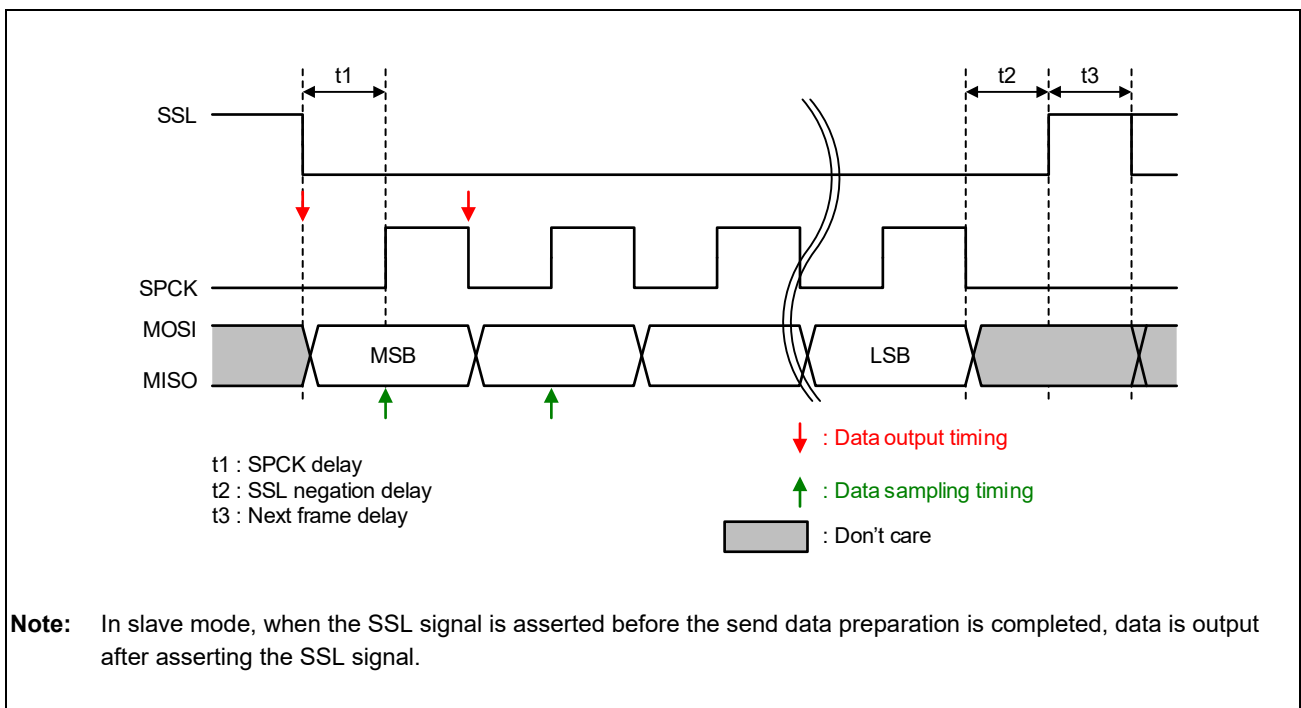 t1
t2
t3
SSL
SPCK
MOSI
MSB
LSB
MISO
: Data output timing
t1 : SPCK delay
t2 : SSL negation delay
t3 : Next frame delay
: Data sampling timing
: Don't care
Note: In slave mode, when the SSL signal is asserted before the send data preparation is completed, data is output
after asserting the SSL signal.